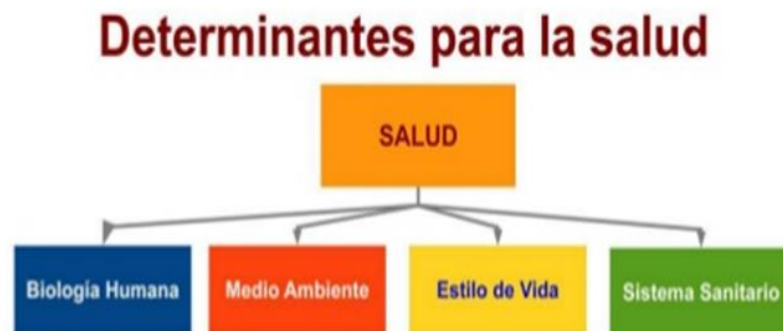 Determinantes para la salud
SALUD
Biología Humana
Medio Ambiente
Estilo de Vida
Sistema Sanitario